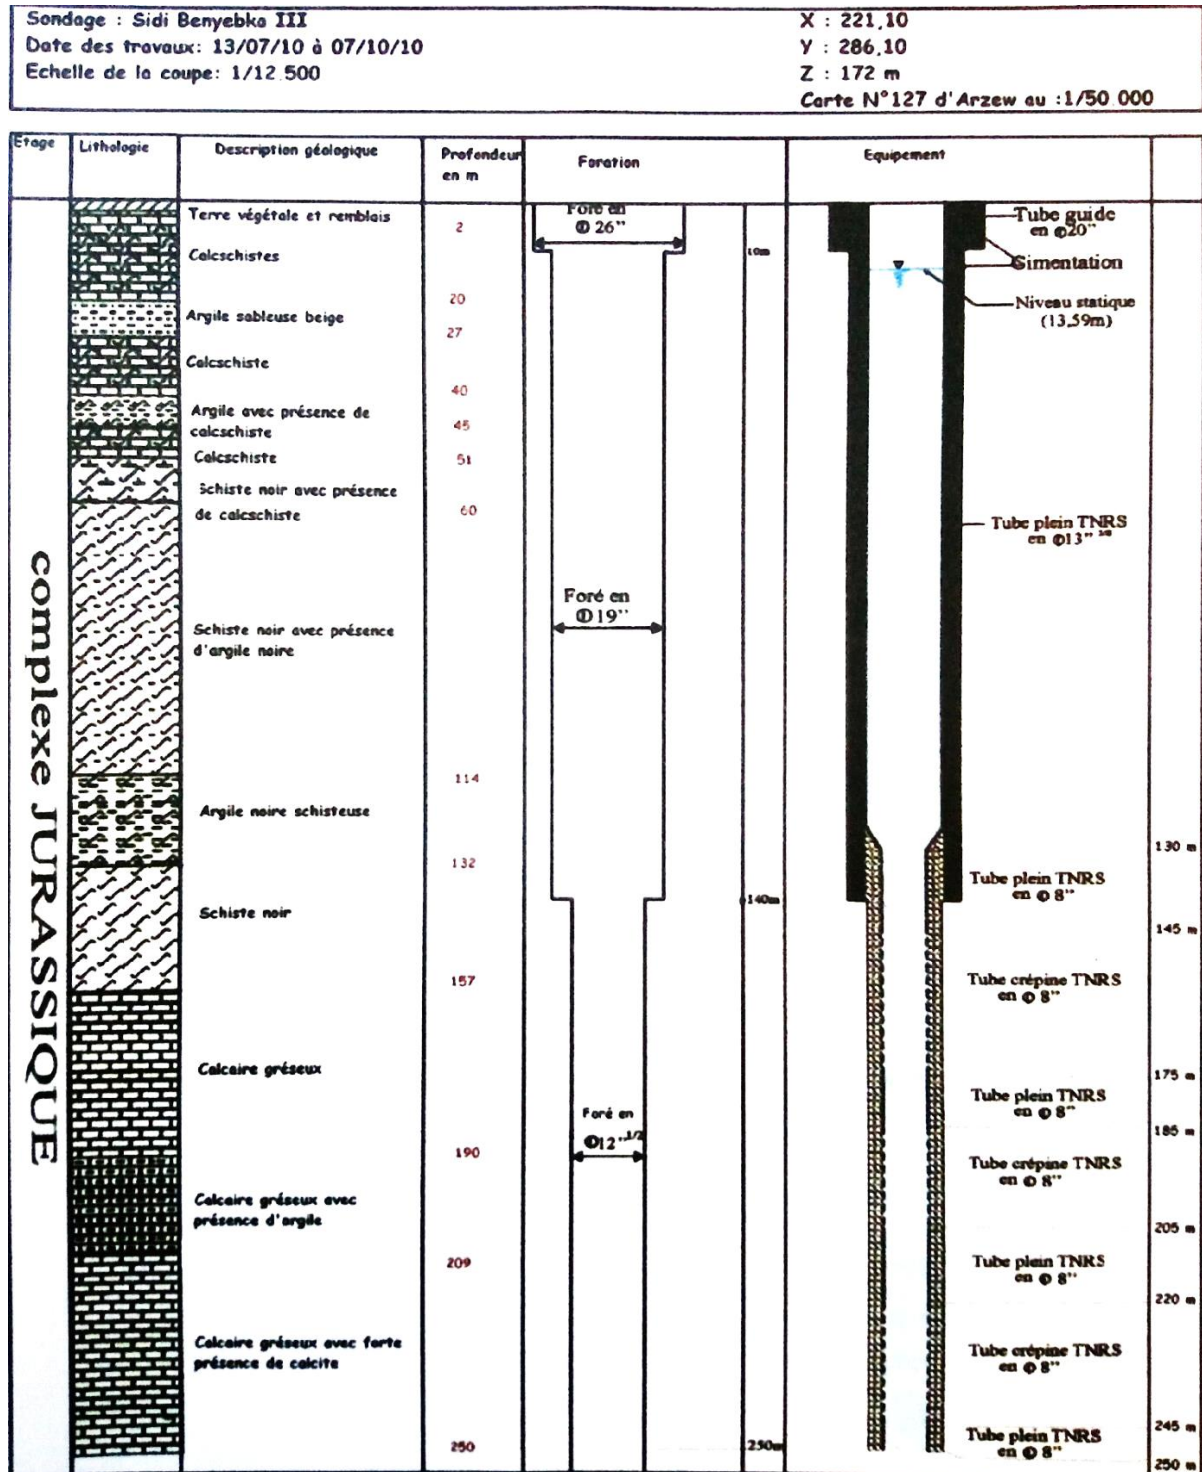 Sondage : Sidi Benyebka III
Date des travaux: 13/07/10 à 07/10/10
Echelle de la coupe: 1/12.500
X : 221,10
Y : 286,10
Z : 172 m
Carte N°127 d'Arzew au :1/50 000
Etage
Lithologie
Description géologique
Profondeur
en m
Foration
Equipement
complexe JURASSIQUE
Terre végétale et remblais
2
Calcschistes
20
Argile sableuse beige
27
Calcschiste
40
Argile avec présence de
calcschiste
45
Calcschiste
51
Schiste noir avec présence
de calcschiste
60
Schiste noir avec présence
d'argile noire
114
Argile noire schisteuse
132
Schiste noir
157
Calcaire gréseux
190
Calcaire gréseux avec
présence d'argile
209
Calcaire gréseux avec forte
présence de calcite
250
Foré en
Φ 26"
10m
Foré en
Φ 19"
140m
Foré en
Φ12"1/2
250m
Tube guide
en Φ20"
Simentation
Niveau statique
(13,59m)
Tube plein TNRS
en Φ13" 3/8
130 m
Tube plein TNRS
en Φ 8"
145 m
Tube crépine TNRS
en Φ 8"
175 m
Tube plein TNRS
en Φ 8"
185 m
Tube crépine TNRS
en Φ 8"
205 m
Tube plein TNRS
en Φ 8"
220 m
Tube crépine TNRS
en Φ 8"
245 m
Tube plein TNRS
en Φ 8"
250 m